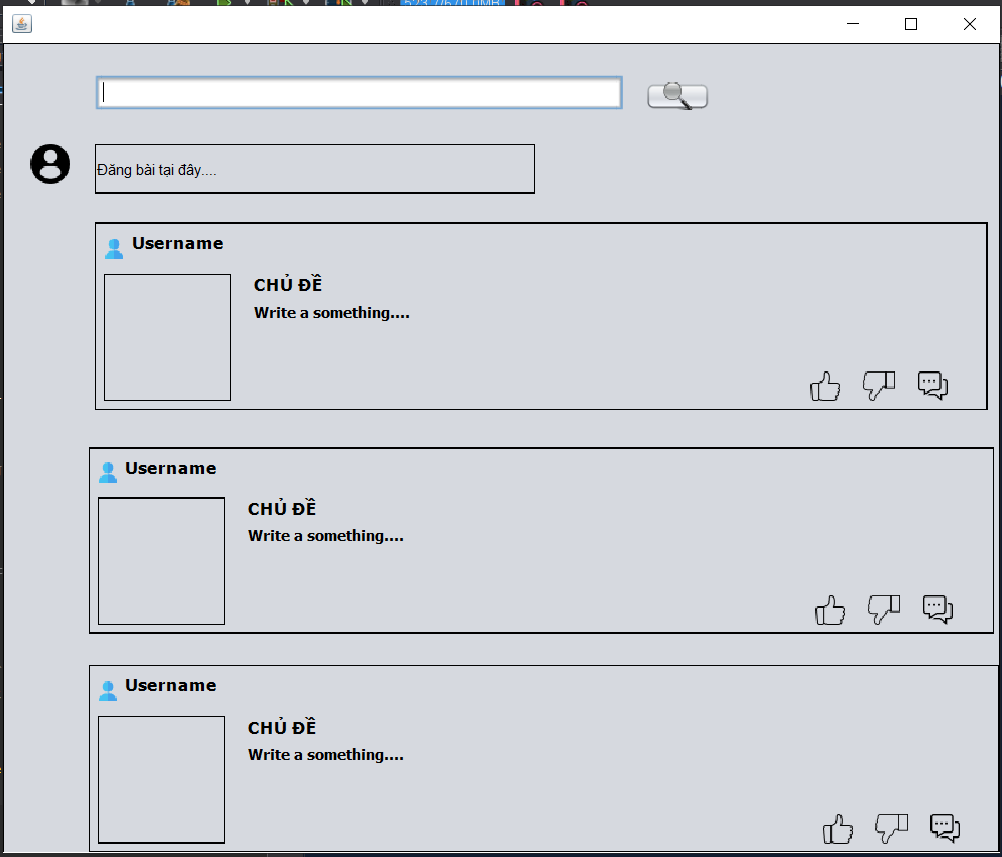 Đăng bài tại đây....
Username
CHỦ ĐỀ
Write a something....
Username
CHỦ ĐỀ
Write a something....
Username
CHỦ ĐỀ
Write a something....